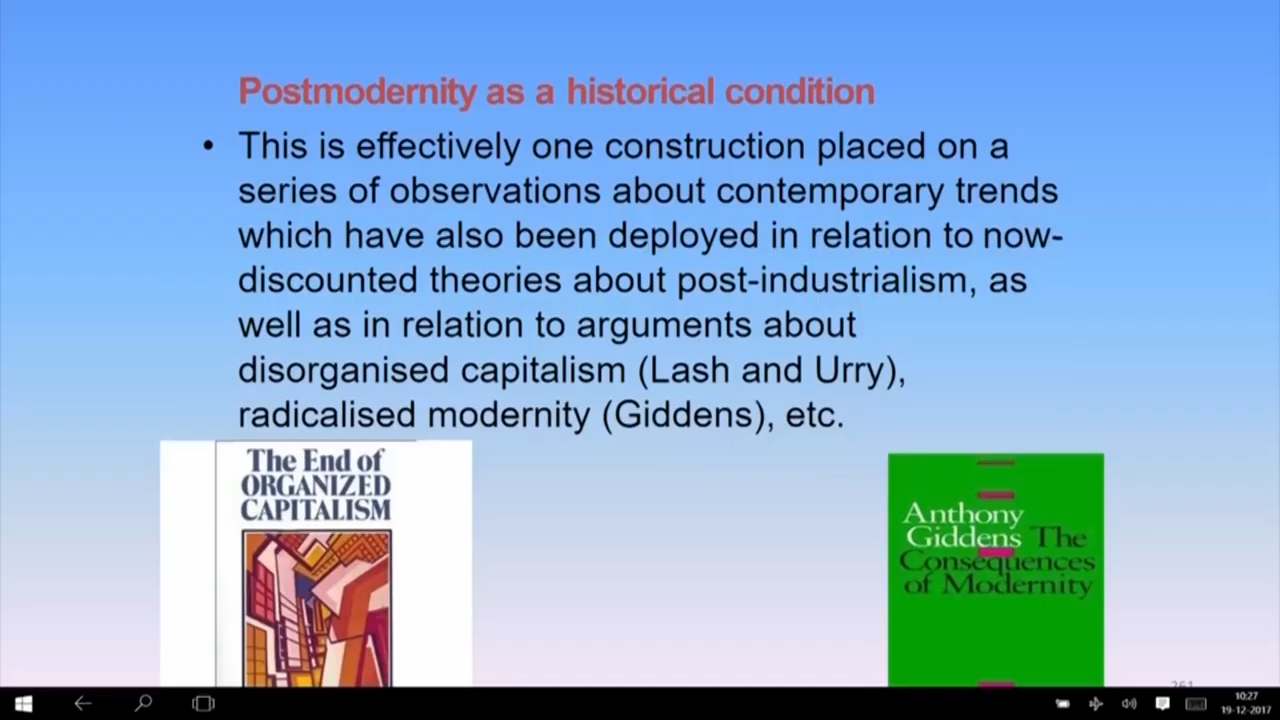 Postmodernity as a historical condition
• This is effectively one construction placed on a
series of observations about contemporary trends
which have also been deployed in relation to now-
discounted theories about post-industrialism, as
well as in relation to arguments about
disorganised capitalism (Lash and Urry),
radicalised modernity (Giddens), etc.
The End of
ORGANIZED
CAPITALISM
Anthony
Giddens The
Consequences
of Modernity
261
10:27
19-12-2017